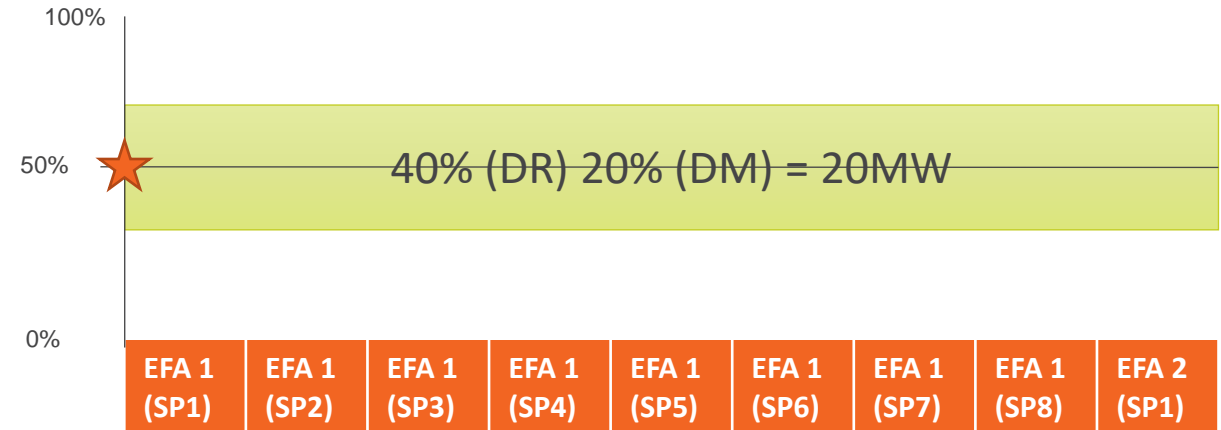 100%
50%
40% (DR) 20% (DM) = 20MW
0%
EFA 1 (SP1)
EFA 1 (SP2)
EFA 1 (SP3)
EFA 1 (SP4)
EFA 1 (SP5)
EFA 1 (SP6)
EFA 1 (SP7)
EFA 1 (SP8)
EFA 2 (SP1)